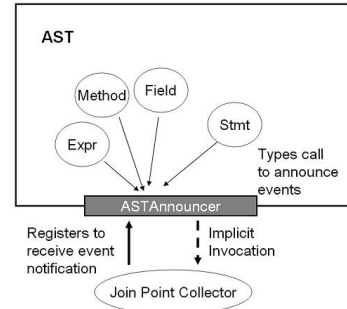 AST
Method
Field
Expr
Stmt
Types call
to announce
events
ASTAnnouncer
Registers to
receive event
notification
Implicit
Invocation
Join Point Collector